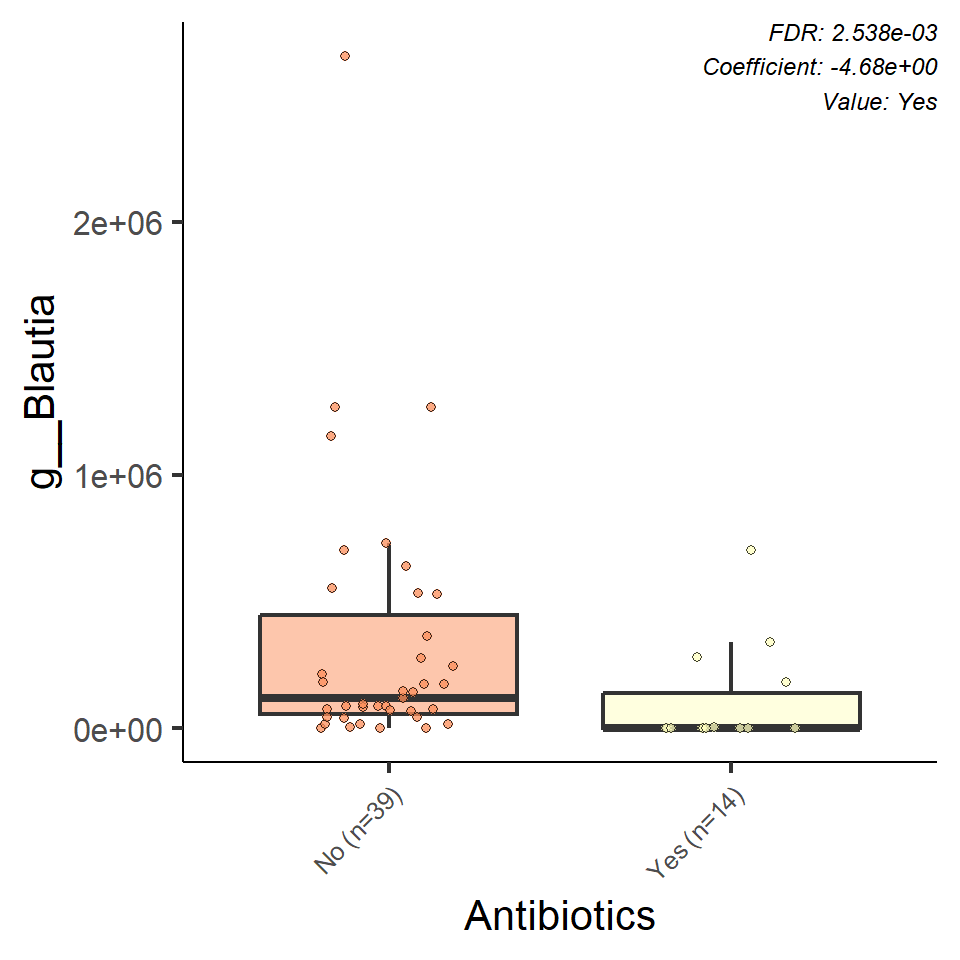 FDR: 2.538e-03
Coefficient: -4.68e+00
Value: Yes
g__Blautia
2e+06
1e+06
0e+00
No (n=39)
Yes (n=14)
Antibiotics